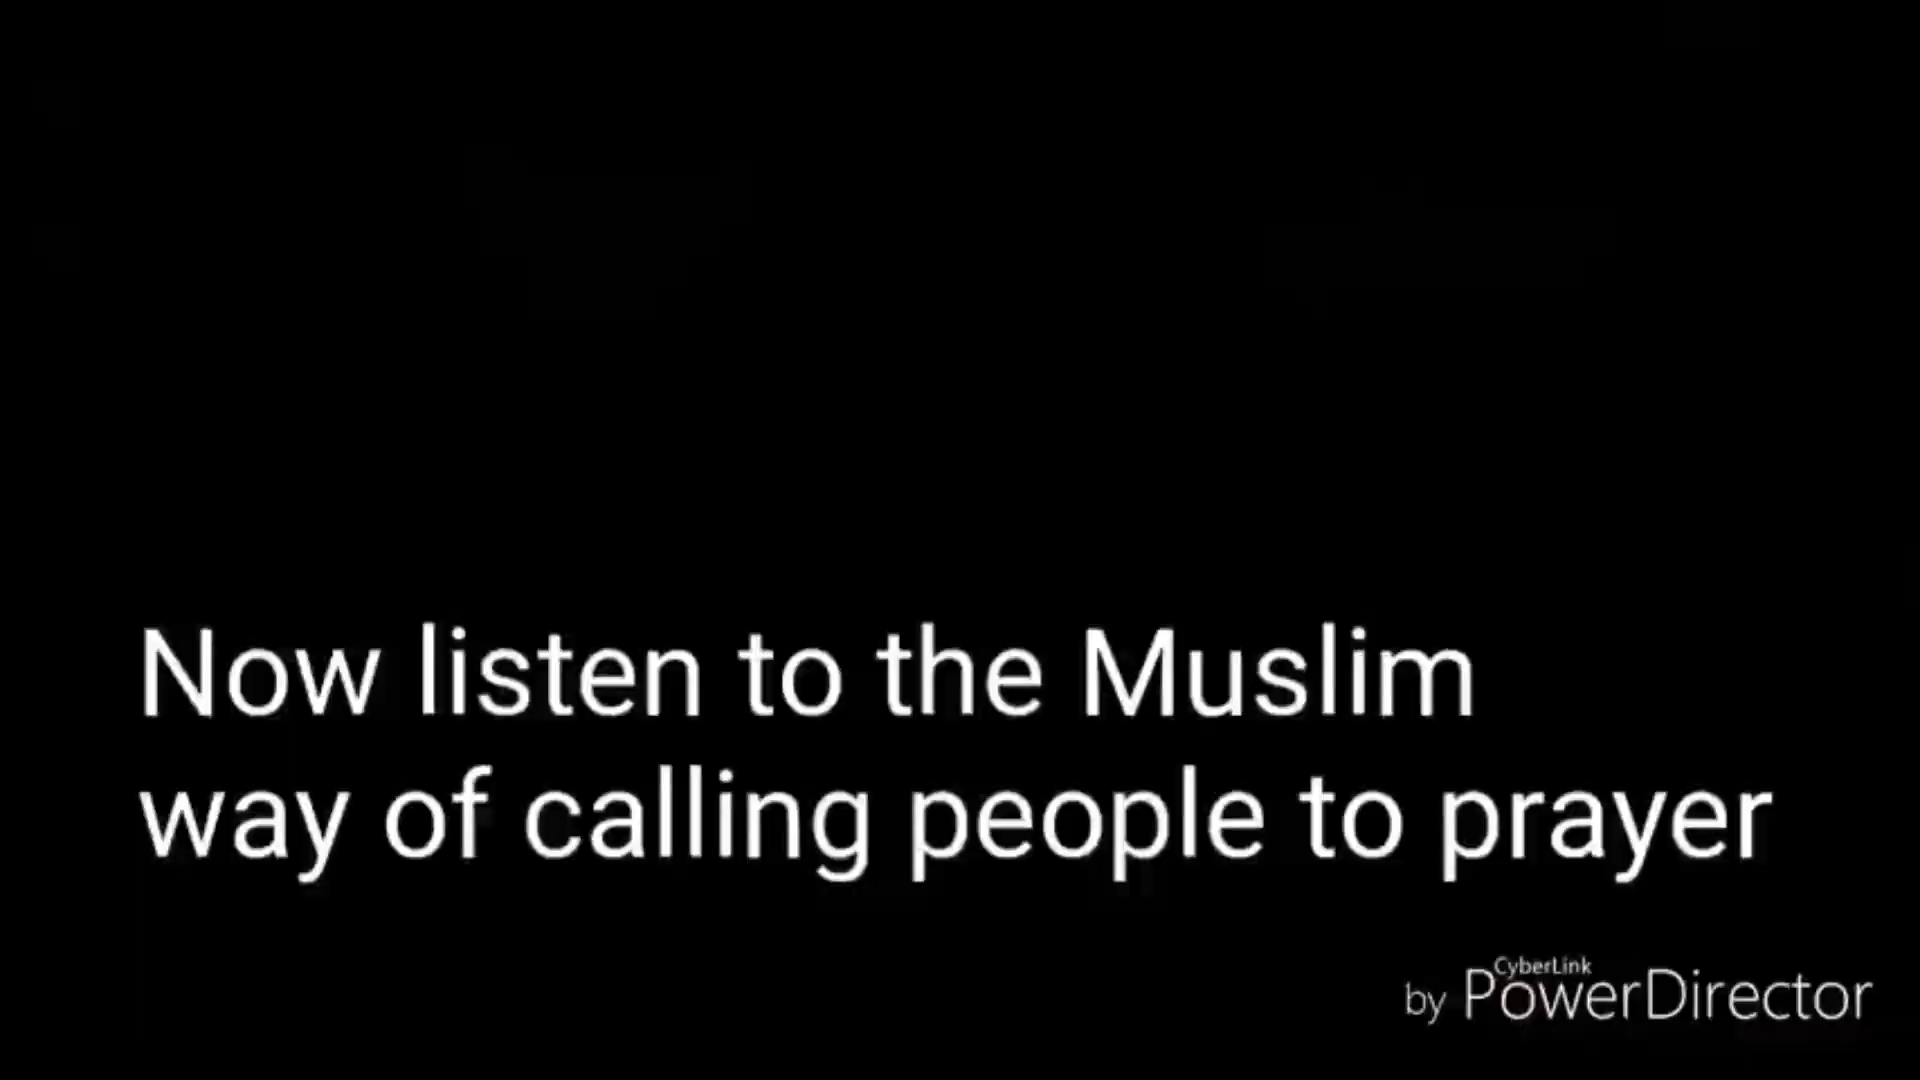 Now listen to the Muslim
way of calling people to prayer
CyberLink
by PowerDirector